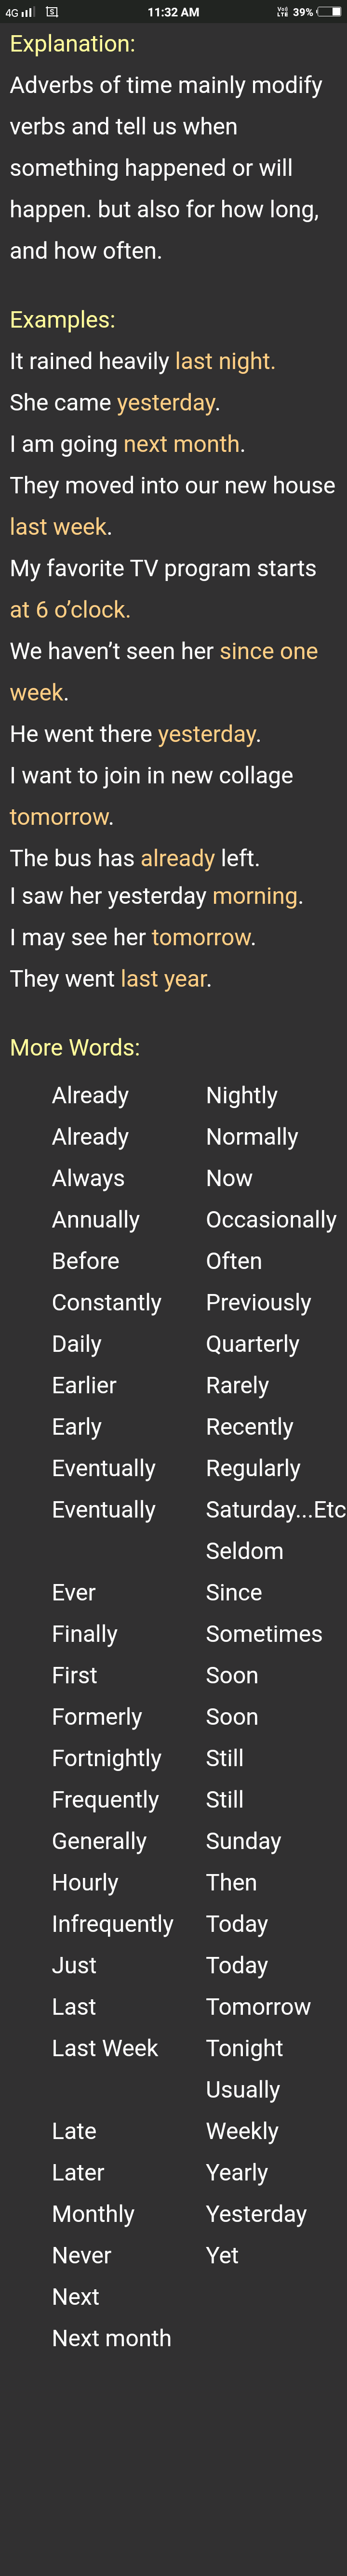 4G 11:32 AM Vo) LTE 39%
Explanation:
Adverbs of time mainly modify
verbs and tell us when
something happened or will
happen. but also for how long,
and how often.
Examples:
It rained heavily last night.
She came yesterday.
I am going next month.
They moved into our new house
last week.
My favorite TV program starts
at 6 o’clock.
We haven’t seen her since one
week.
He went there yesterday.
I want to join in new collage
tomorrow.
The bus has already left.
I saw her yesterday morning.
I may see her tomorrow.
They went last year.
More Words:
Already Nightly
Already Normally
Always Now
Annually Occasionally
Before Often
Constantly Previously
Daily Quarterly
Earlier Rarely
Early Recently
Eventually Regularly
Eventually Saturday...Etc
Seldom
Ever Since
Finally Sometimes
First Soon
Formerly Soon
Fortnightly Still
Frequently Still
Generally Sunday
Hourly Then
Infrequently Today
Just Today
Last Tomorrow
Last Week Tonight
Usually
Late Weekly
Later Yearly
Monthly Yesterday
Never Yet
Next
Next month